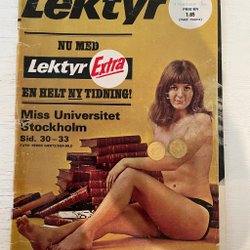 Lektyr
NU MED
Lektyr Extra
EN HELT NY TIDNING!
Miss Universitet
Stockholm
Sid. 30–33